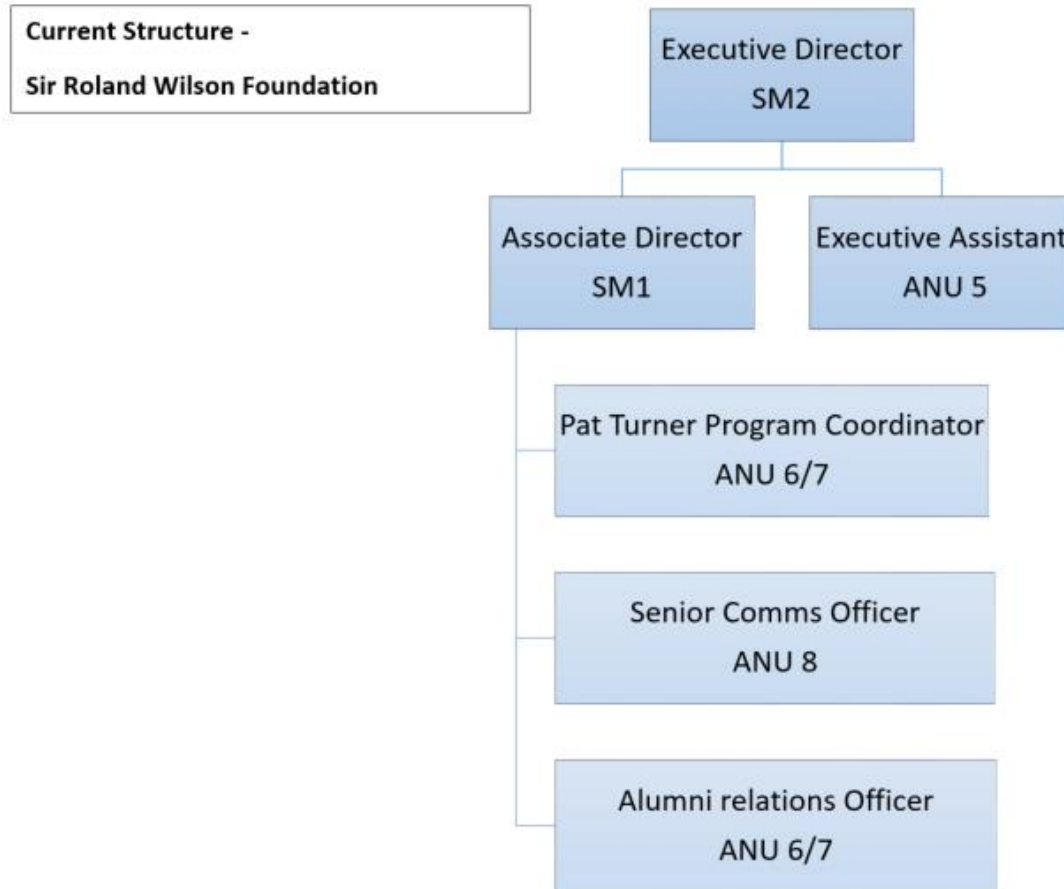 Current Structure -
Sir Roland Wilson Foundation
Executive Director
SM2
Associate Director
SM1
Executive Assistant
ANU 5
Pat Turner Program Coordinator
ANU 6/7
Senior Comms Officer
ANU 8
Alumni relations Officer
ANU 6/7